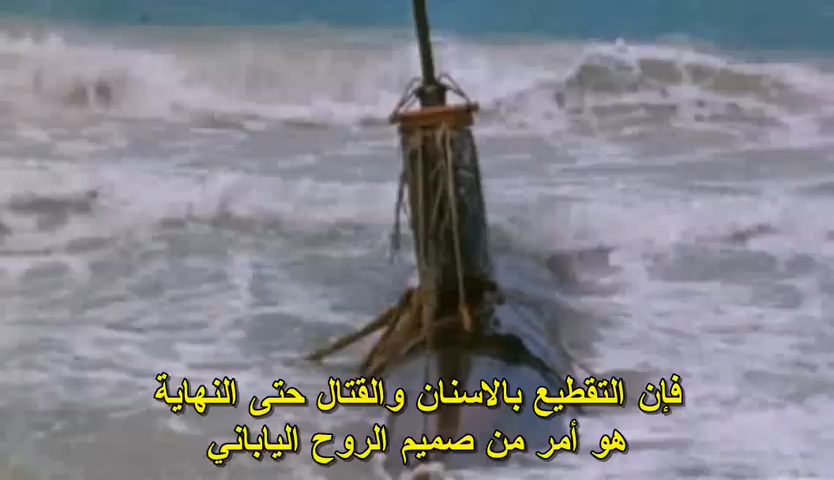 فإن التقطيع بالاسنان والقتال حتى النهاية
هو أمر من صميم الروح الياباني